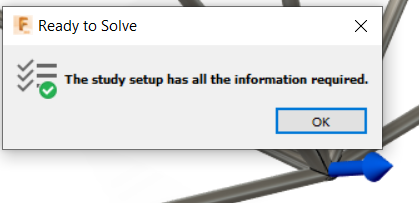 Ready to Solve
The study setup has all the information required.
OK